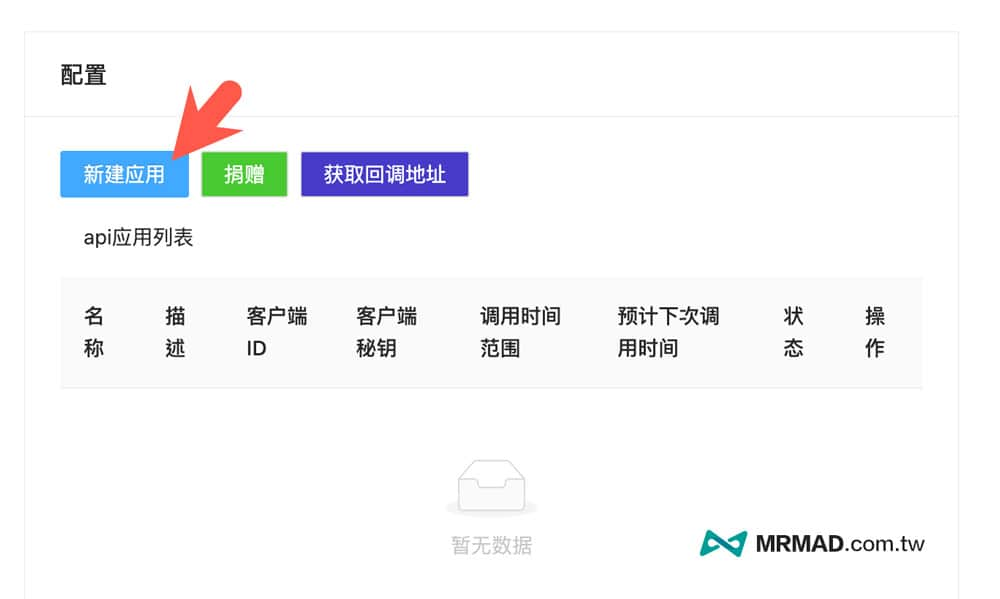 配置
新建应用 捐赠 获取回调地址
api应用列表
名 描 客户端 客户端 调用时间 预计下次调 状 操
称 述 ID 秘钥 范围 用时间 态 作
暂无数据
MRMAD.com.tw